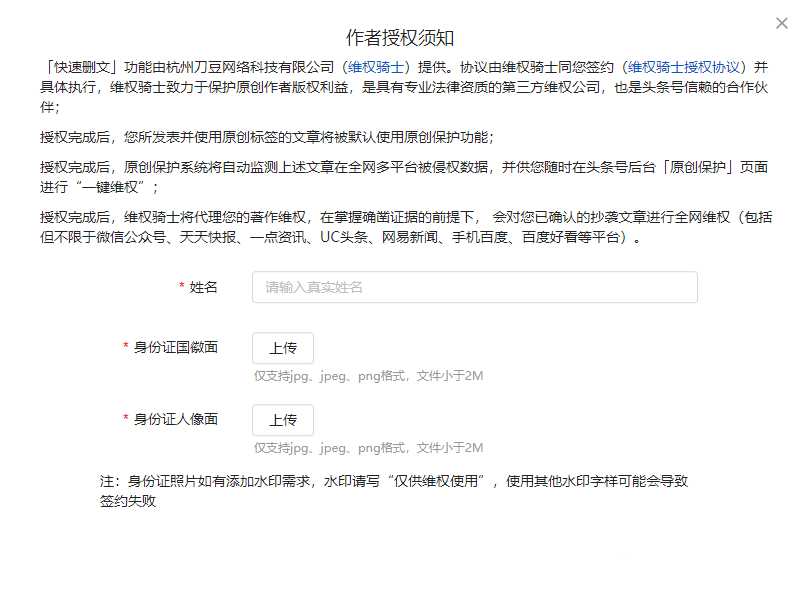 作者授权须知
「快速删文」功能由杭州刀豆网络科技有限公司（维权骑士）提供。协议由维权骑士同您签约（维权骑士授权协议）并
具体执行，维权骑士致力于保护原创作者版权利益，是具有专业法律资质的第三方维权公司，也是头条号信赖的合作伙
伴；
授权完成后，您所发表并使用原创标签的文章将被默认使用原创保护功能；
授权完成后，原创保护系统将自动监测上述文章在全网多平台被侵权数据，并供您随时在头条号后台「原创保护」页面
进行“一键维权”；
授权完成后，维权骑士将代理您的著作维权，在掌握确凿证据的前提下， 会对您已确认的抄袭文章进行全网维权（包括
但不限于微信公众号、天天快报、一点资讯、UC头条、网易新闻、手机百度、百度好看等平台）。
* 姓名 请输入真实姓名
* 身份证国徽面 上传
仅支持jpg、jpeg、png格式，文件小于2M
* 身份证人像面 上传
仅支持jpg、jpeg、png格式，文件小于2M
注：身份证照片如有添加水印需求，水印请写“仅供维权使用”，使用其他水印字样可能会导致
签约失败